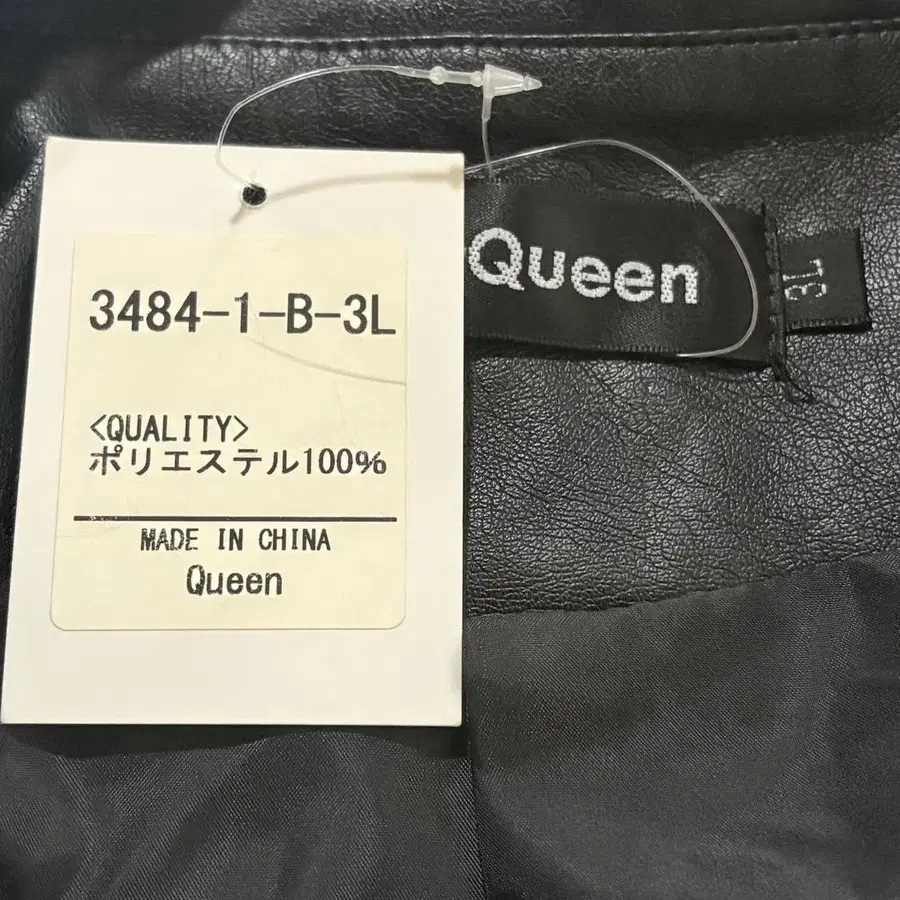 3484-1-B-3L
<QUALITY>
ポリエステル100%
MADE IN CHINA
Queen
Queen
3L